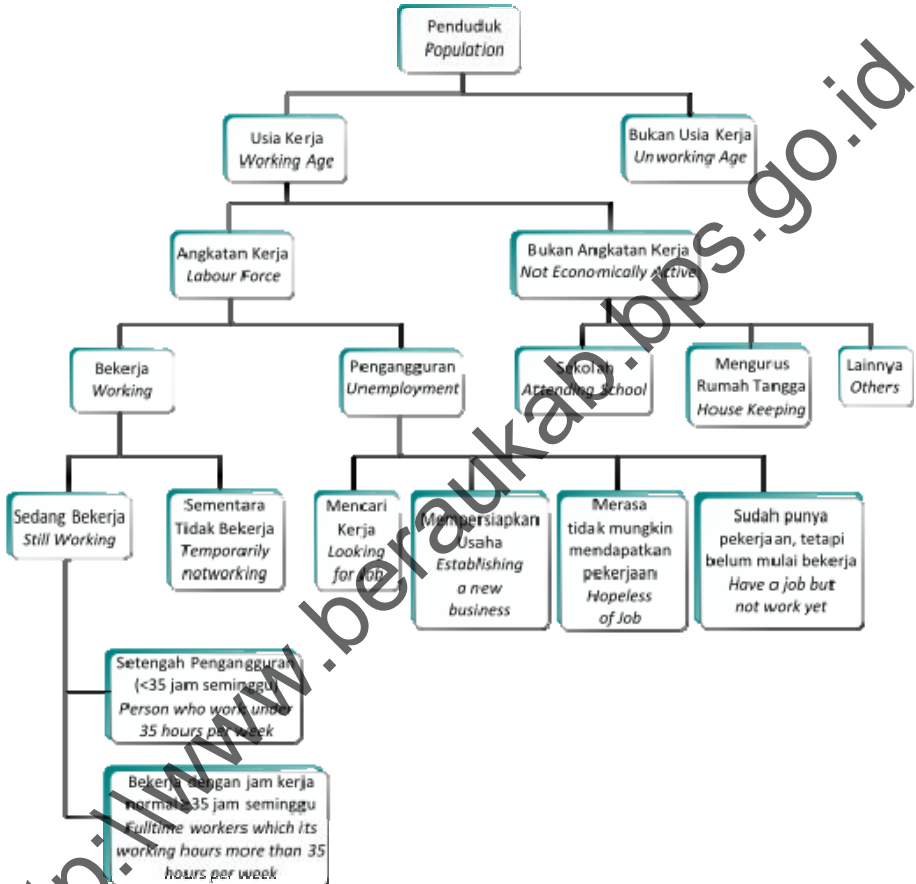 Penduduk
Population
Usia Kerja
Working Age
Bukan Usia Kerja
Unworking Age
Angkatan Kerja
Labour Force
Bukan Angkatan Kerja
Not Economically Active
Bekerja
Working
Pengangguran
Unemployment
Sekolah
Attending School
Mengurus
Rumah Tangga
House Keeping
Lainnya
Others
Sedang Bekerja
Still Working
Sementara
Tidak Bekerja
Temporarily
notworking
Mencari
Kerja
Looking
for Job
Mempersiapkan
Usaha
Establishing
a new
business
Merasa
tidak mungkin
mendapatkan
pekerjaan
Hopeless
of Job
Sudah punya
pekerjaan, tetapi
belum mulai bekerja
Have a job but
not work yet
Setengah Pengangguran
(<35 jam seminggu)
Person who work under
35 hours per week
Bekerja dengan jam kerja
normal 35 jam seminggu
Fulltime workers which its
working hours more than 35
hours per week
p://www.beraukab.bps.go.id